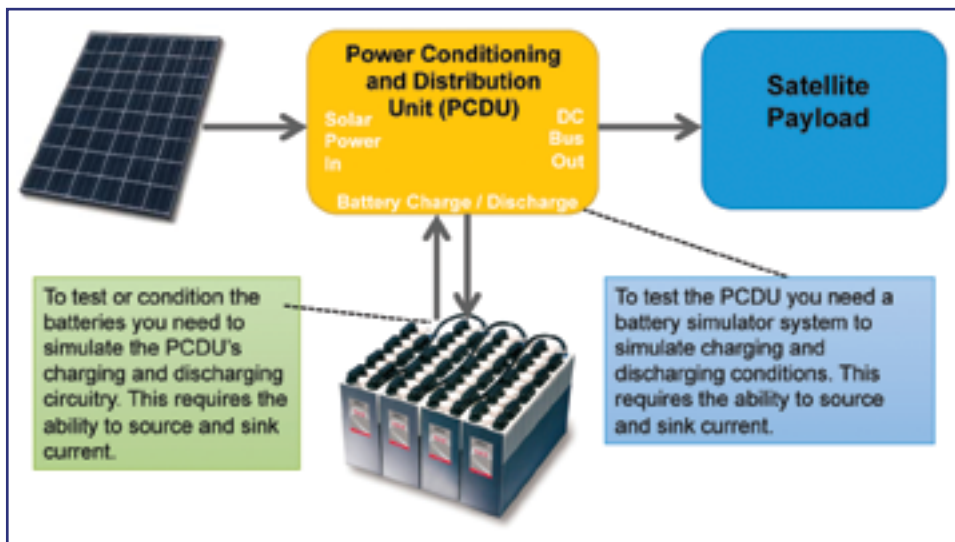 Power Conditioning
and Distribution
Unit (PCDU)
Solar
Power
In
DC
Bus
Out
Battery Charge / Discharge
Satellite
Payload
To test or condition the
batteries you need to
simulate the PCDU's
charging and discharging
circuitry. This requires the
ability to source and sink
current.
To test the PCDU you need a
battery simulator system to
simulate charging and
discharging conditions. This
requires the ability to source
and sink current.